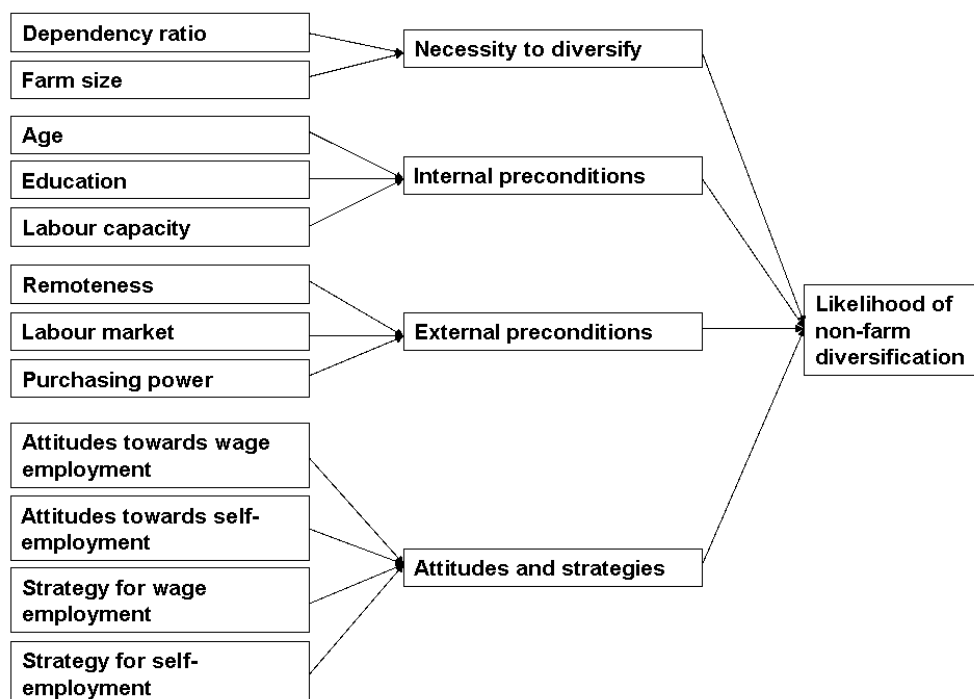 Dependency ratio
Farm size
Necessity to diversify
Age
Education
Labour capacity
Internal preconditions
Remoteness
Labour market
Purchasing power
External preconditions
Attitudes towards wage
employment
Attitudes towards self-
employment
Strategy for wage
employment
Strategy for self-
employment
Attitudes and strategies
Likelihood of
non-farm
diversification